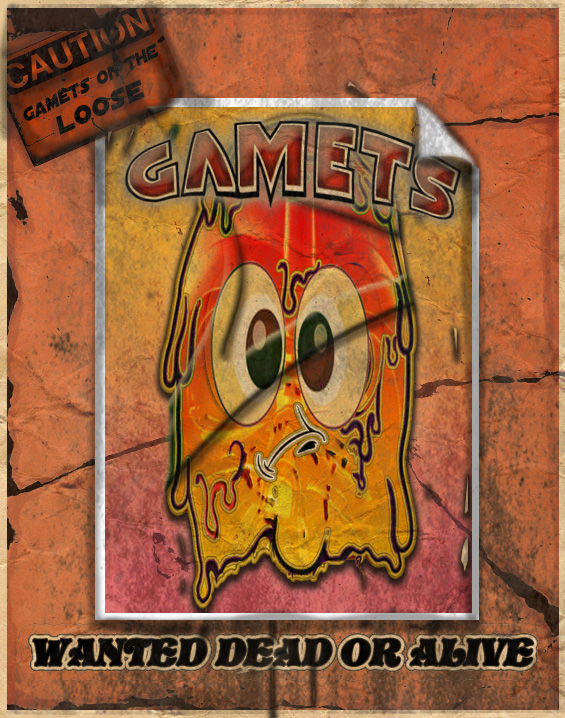 CAUTION
GAMETS ON THE
LOOSE
GAMETS
WANTED DEAD OR ALIVE